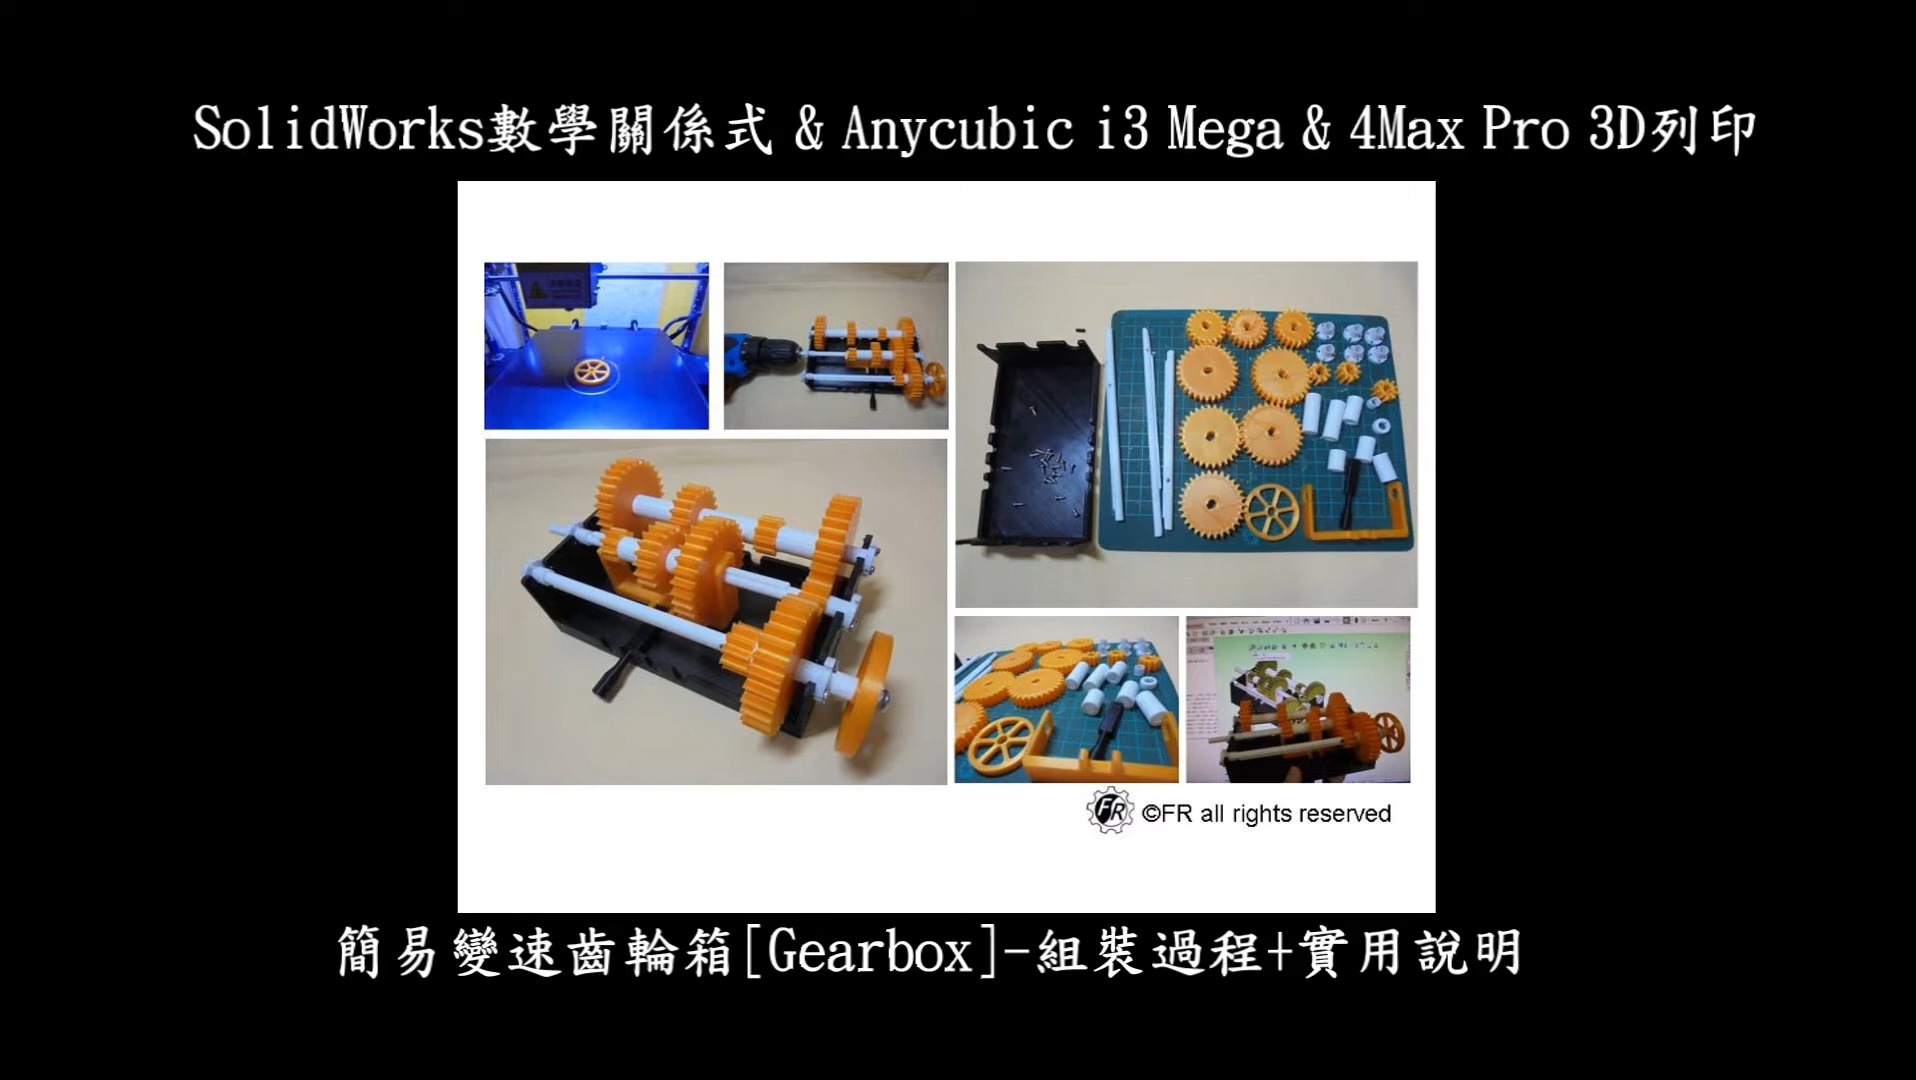 SolidWorks數學關係式 & Anycubic i3 Mega & 4Max Pro 3D列印
FR ©FR all rights reserved
簡易變速齒輪箱[Gearbox]-組裝過程+實用說明